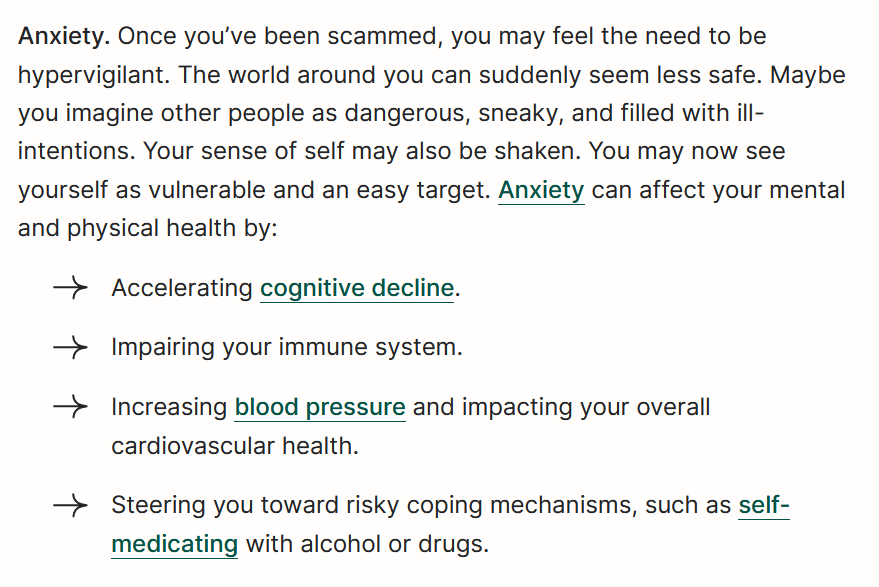 Anxiety. Once you’ve been scammed, you may feel the need to be
hypervigilant. The world around you can suddenly seem less safe. Maybe
you imagine other people as dangerous, sneaky, and filled with ill-
intentions. Your sense of self may also be shaken. You may now see
yourself as vulnerable and an easy target. Anxiety can affect your mental
and physical health by:
Accelerating cognitive decline.
Impairing your immune system.
Increasing blood pressure and impacting your overall
cardiovascular health.
Steering you toward risky coping mechanisms, such as self-
medicating with alcohol or drugs.